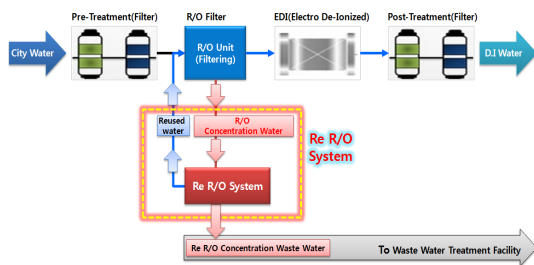 Pre-Treatment(Filter)
R/O Filter
EDI(Electro De-Ionized)
Post-Treatment(Filter)
City Water
R/O Unit
(Filtering)
D.I Water
Reused
water
R/O
Concentration Water
Re R/O
System
Re R/O System
Re R/O Concentration Waste Water
To Waste Water Treatment Facility